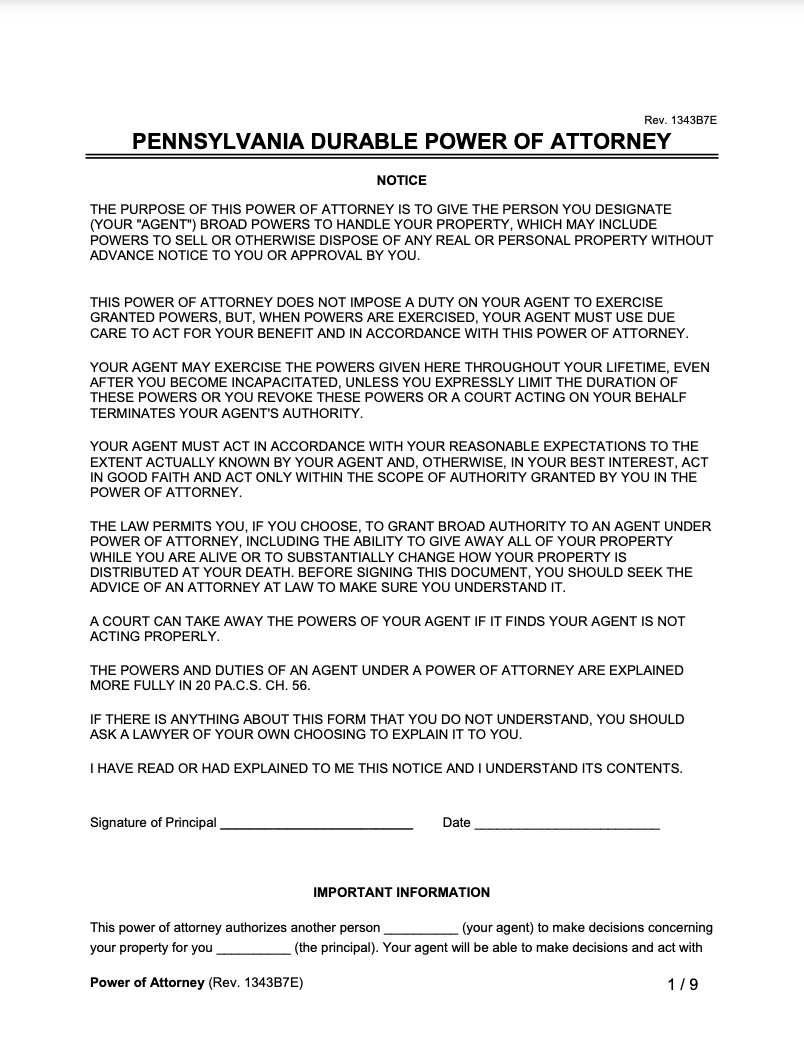 Rev. 1343B7E
PENNSYLVANIA DURABLE POWER OF ATTORNEY
NOTICE
THE PURPOSE OF THIS POWER OF ATTORNEY IS TO GIVE THE PERSON YOU DESIGNATE
(YOUR "AGENT") BROAD POWERS TO HANDLE YOUR PROPERTY, WHICH MAY INCLUDE
POWERS TO SELL OR OTHERWISE DISPOSE OF ANY REAL OR PERSONAL PROPERTY WITHOUT
ADVANCE NOTICE TO YOU OR APPROVAL BY YOU.
THIS POWER OF ATTORNEY DOES NOT IMPOSE A DUTY ON YOUR AGENT TO EXERCISE
GRANTED POWERS, BUT, WHEN POWERS ARE EXERCISED, YOUR AGENT MUST USE DUE
CARE TO ACT FOR YOUR BENEFIT AND IN ACCORDANCE WITH THIS POWER OF ATTORNEY.
YOUR AGENT MAY EXERCISE THE POWERS GIVEN HERE THROUGHOUT YOUR LIFETIME, EVEN
AFTER YOU BECOME INCAPACITATED, UNLESS YOU EXPRESSLY LIMIT THE DURATION OF
THESE POWERS OR YOU REVOKE THESE POWERS OR A COURT ACTING ON YOUR BEHALF
TERMINATES YOUR AGENT'S AUTHORITY.
YOUR AGENT MUST ACT IN ACCORDANCE WITH YOUR REASONABLE EXPECTATIONS TO THE
EXTENT ACTUALLY KNOWN BY YOUR AGENT AND, OTHERWISE, IN YOUR BEST INTEREST, ACT
IN GOOD FAITH AND ACT ONLY WITHIN THE SCOPE OF AUTHORITY GRANTED BY YOU IN THE
POWER OF ATTORNEY.
THE LAW PERMITS YOU, IF YOU CHOOSE, TO GRANT BROAD AUTHORITY TO AN AGENT UNDER
POWER OF ATTORNEY, INCLUDING THE ABILITY TO GIVE AWAY ALL OF YOUR PROPERTY
WHILE YOU ARE ALIVE OR TO SUBSTANTIALLY CHANGE HOW YOUR PROPERTY IS
DISTRIBUTED AT YOUR DEATH. BEFORE SIGNING THIS DOCUMENT, YOU SHOULD SEEK THE
ADVICE OF AN ATTORNEY AT LAW TO MAKE SURE YOU UNDERSTAND IT.
A COURT CAN TAKE AWAY THE POWERS OF YOUR AGENT IF IT FINDS YOUR AGENT IS NOT
ACTING PROPERLY.
THE POWERS AND DUTIES OF AN AGENT UNDER A POWER OF ATTORNEY ARE EXPLAINED
MORE FULLY IN 20 PA.C.S. CH. 56.
IF THERE IS ANYTHING ABOUT THIS FORM THAT YOU DO NOT UNDERSTAND, YOU SHOULD
ASK A LAWYER OF YOUR OWN CHOOSING TO EXPLAIN IT TO YOU.
I HAVE READ OR HAD EXPLAINED TO ME THIS NOTICE AND I UNDERSTAND ITS CONTENTS.
Signature of Principal __________________________ Date _________________________
IMPORTANT INFORMATION
This power of attorney authorizes another person __________ (your agent) to make decisions concerning
your property for you __________ (the principal). Your agent will be able to make decisions and act with
Power of Attorney (Rev. 1343B7E) 1 / 9